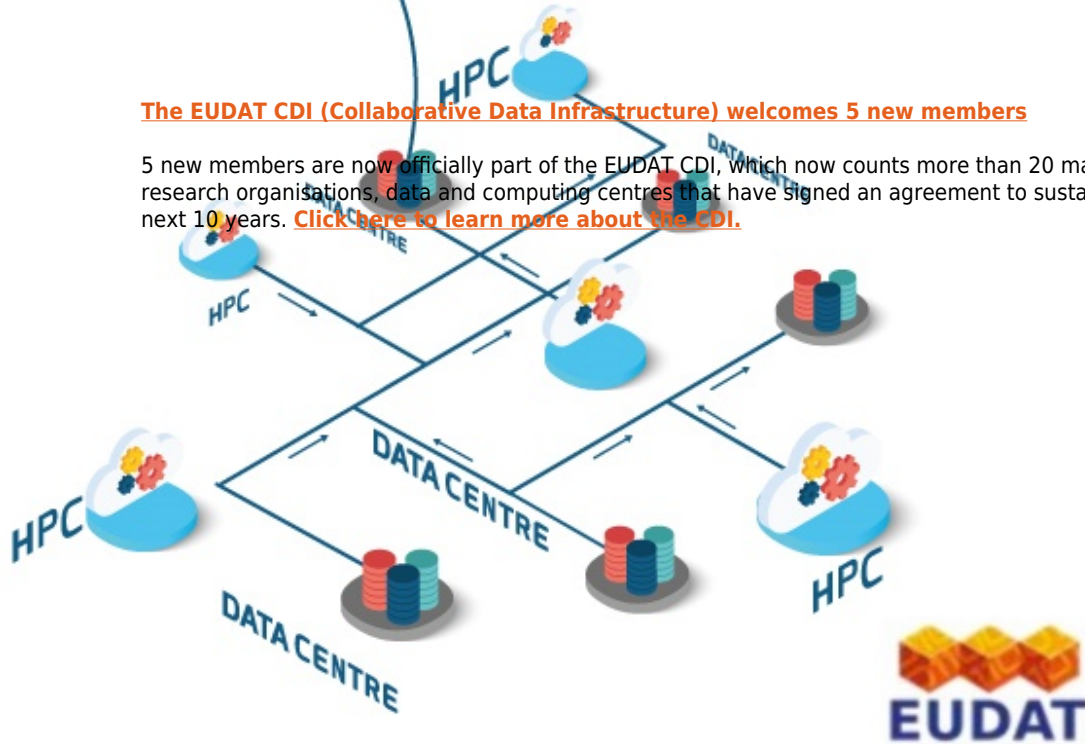 HPC
The EUDAT CDI (Collaborative Data Infrastructure) welcomes 5 new members
DATA CENTRE
5 new members are now officially part of the EUDAT CDI, which now counts more than 20
research organisations, data and computing centres that have signed an agreement to
DATA CENTRE
next 10 years. Click here to learn more about the CDI.
HPC
DATA CENTRE
HPC
HPC
DATA CENTRE
EUDAT